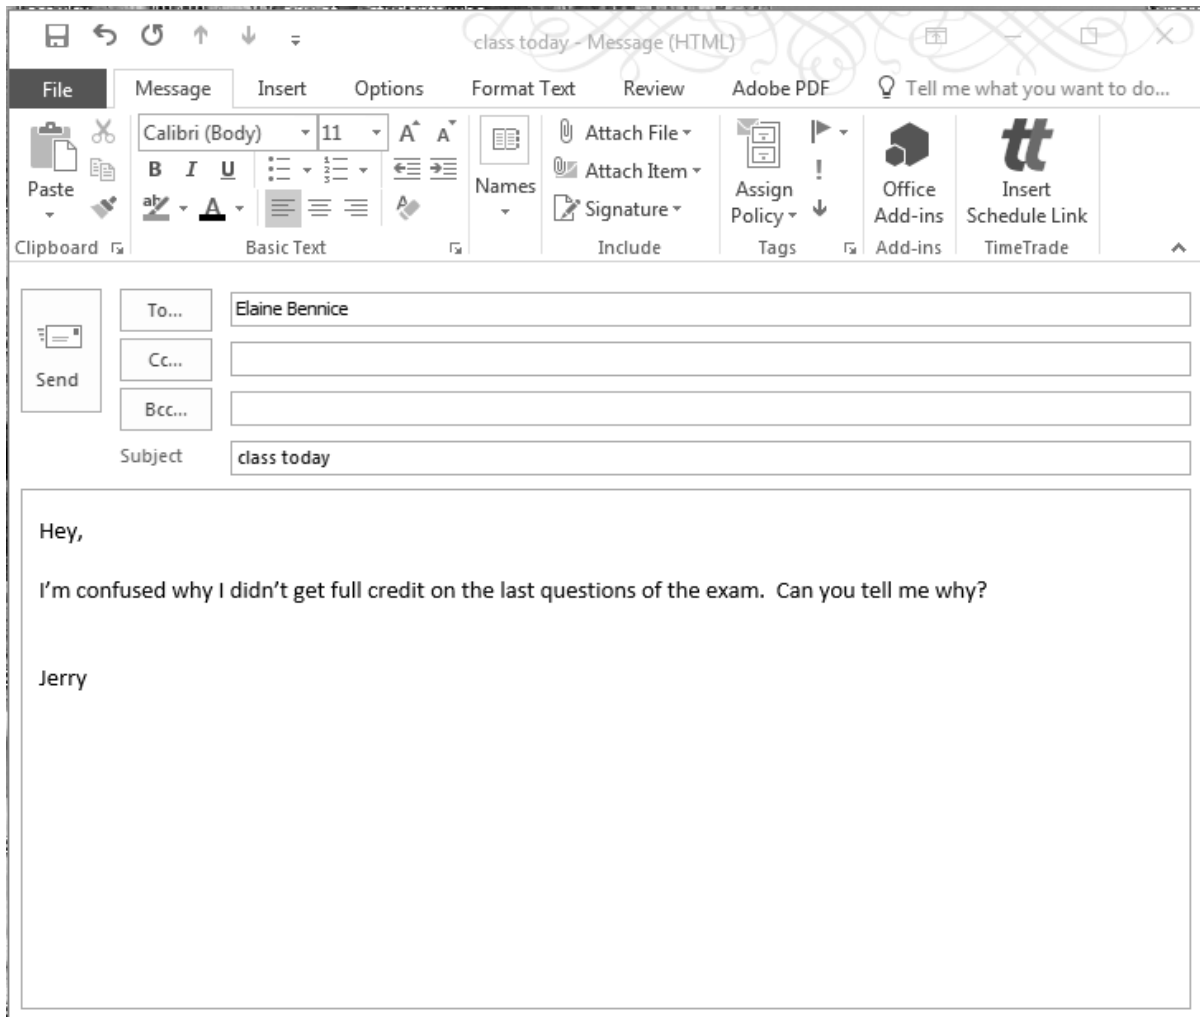 class today - Message (HTML)
File Message Insert Options Format Text Review Adobe PDF Tell me what you want to do...
Calibri (Body) 11 A A Attach File
B I U Attach Item
Paste Names Assign Policy Office Add-ins Insert Schedule Link
ab A Signature
Clipboard Basic Text Include Tags Add-ins TimeTrade
To... Elaine Bennice
Cc...
Send
Bcc...
Subject class today
Hey,
I'm confused why I didn't get full credit on the last questions of the exam. Can you tell me why?
Jerry